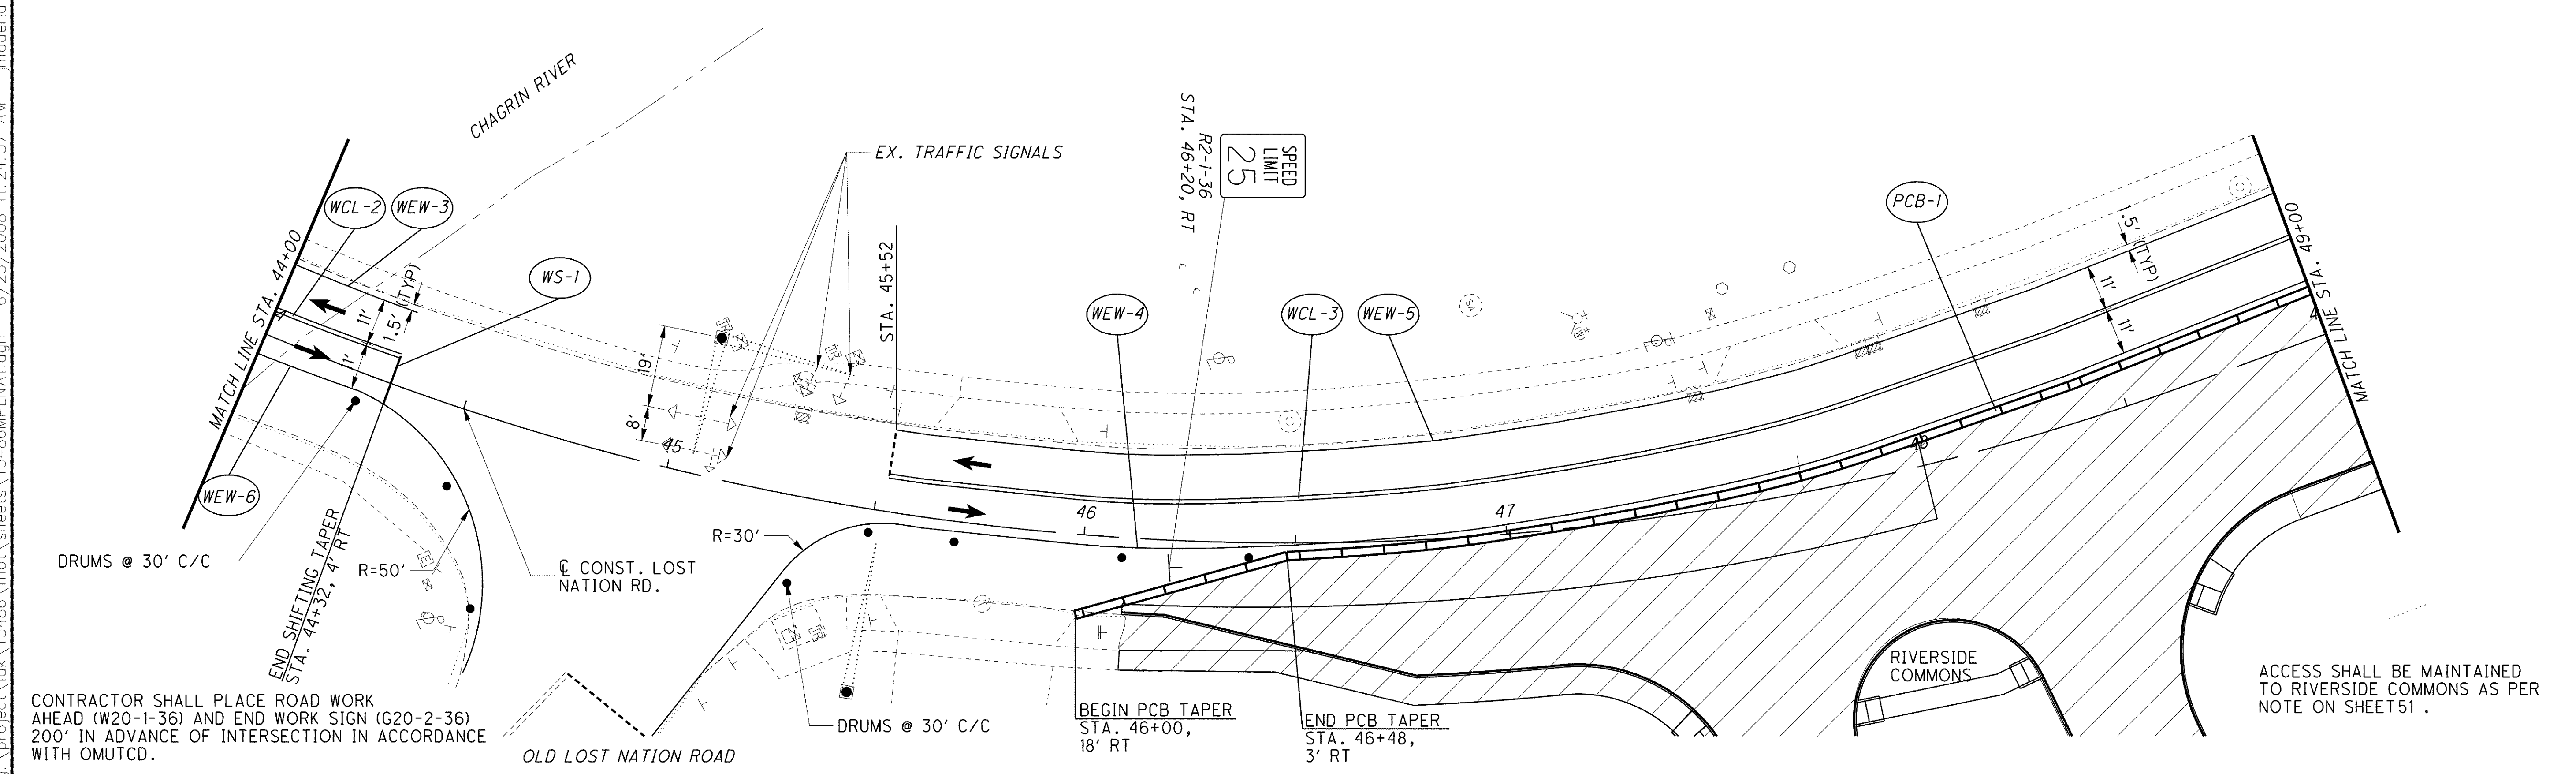 CHAGRIN RIVER
EX. TRAFFIC SIGNALS
STA. 46+20, RT
R2-1-36
SPEED
LIMIT
25
PCB-1
WCL-2
WEW-3
WS-1
WEW-4
WCL-3
WEW-5
WEW-6
MATCH LINE STA. 44+00
MATCH LINE STA. 49+00
STA. 45+52
11'
11'
1.5' (TYP)
19'
8'
1.5' (TYP)
11'
11'
45
46
47
48
DRUMS @ 30' C/C
R=50'
END SHIFTING TAPER
STA. 44+32, 4' RT
℄ CONST. LOST
NATION RD.
R=30'
DRUMS @ 30' C/C
BEGIN PCB TAPER
STA. 46+00,
18' RT
END PCB TAPER
STA. 46+48,
3' RT
RIVERSIDE
COMMONS
ACCESS SHALL BE MAINTAINED
TO RIVERSIDE COMMONS AS PER
NOTE ON SHEET51 .
CONTRACTOR SHALL PLACE ROAD WORK
AHEAD (W20-1-36) AND END WORK SIGN (G20-2-36)
200' IN ADVANCE OF INTERSECTION IN ACCORDANCE
WITH OMUTCD.
OLD LOST NATION ROAD